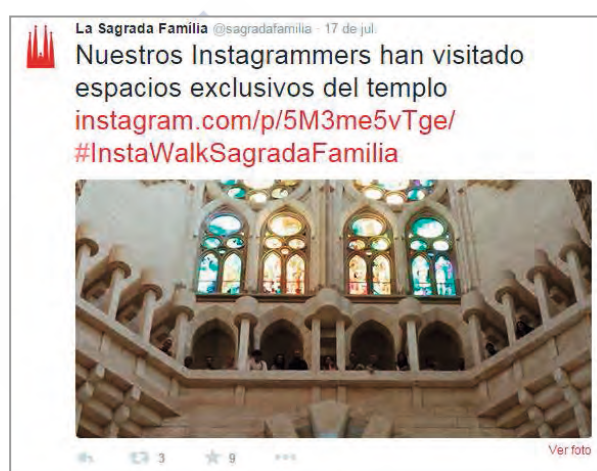 La Sagrada Família @sagradafamilia · 17 de jul.
Nuestros Instagrammers han visitado
espacios exclusivos del templo
instagram.com/p/5M3me5vTge/
#InstaWalkSagradaFamilia
3 9
Ver foto